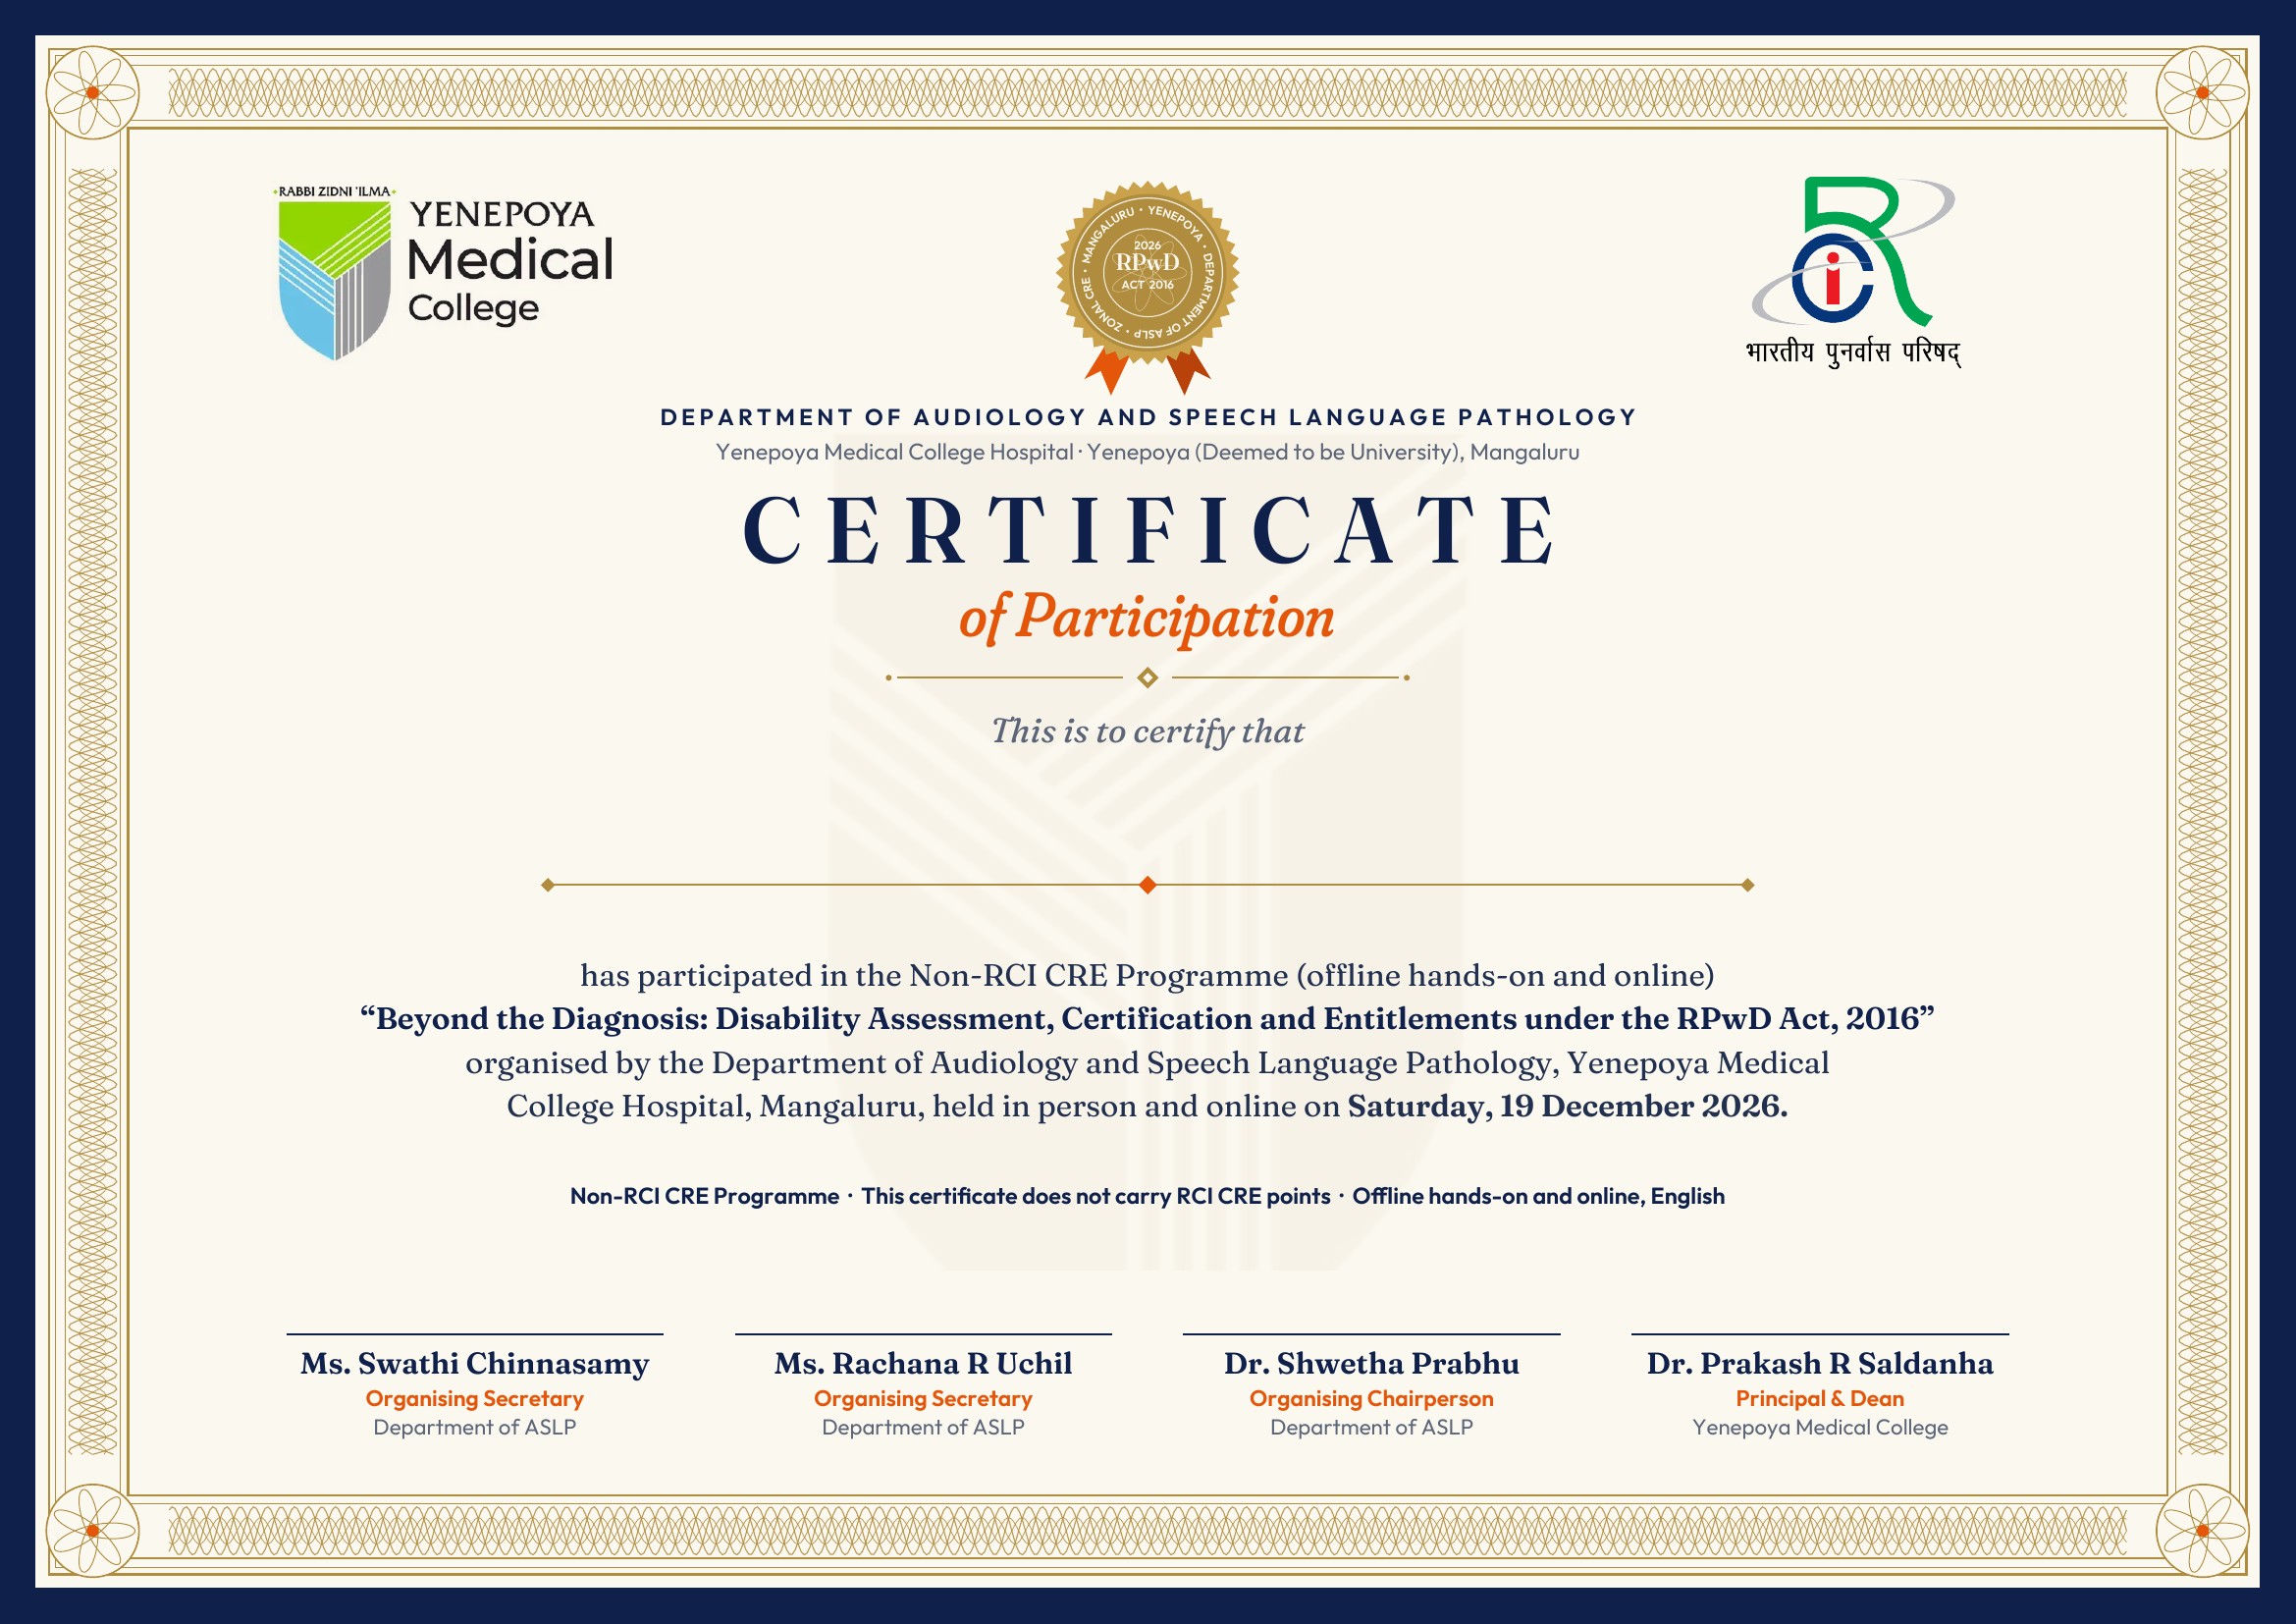 RABBI ZIDNI 'ILMA
YENEPOYA
Medical
College
MANGALURU • YENEPOYA • DEPARTMENT OF ASLP • ZONAL CRE •
2026
RPwD
ACT 2016
भारतीय पुनर्वास परिषद्
DEPARTMENT OF AUDIOLOGY AND SPEECH LANGUAGE PATHOLOGY
Yenepoya Medical College Hospital · Yenepoya (Deemed to be University), Mangaluru
CERTIFICATE
of Participation
This is to certify that
has participated in the Non-RCI CRE Programme (offline hands-on and online)
“Beyond the Diagnosis: Disability Assessment, Certification and Entitlements under the RPwD Act, 2016”
organised by the Department of Audiology and Speech Language Pathology, Yenepoya Medical
College Hospital, Mangaluru, held in person and online on Saturday, 19 December 2026.
Non-RCI CRE Programme · This certificate does not carry RCI CRE points · Offline hands-on and online, English
Ms. Swathi Chinnasamy
Organising Secretary
Department of ASLP
Ms. Rachana R Uchil
Organising Secretary
Department of ASLP
Dr. Shwetha Prabhu
Organising Chairperson
Department of ASLP
Dr. Prakash R Saldanha
Principal & Dean
Yenepoya Medical College